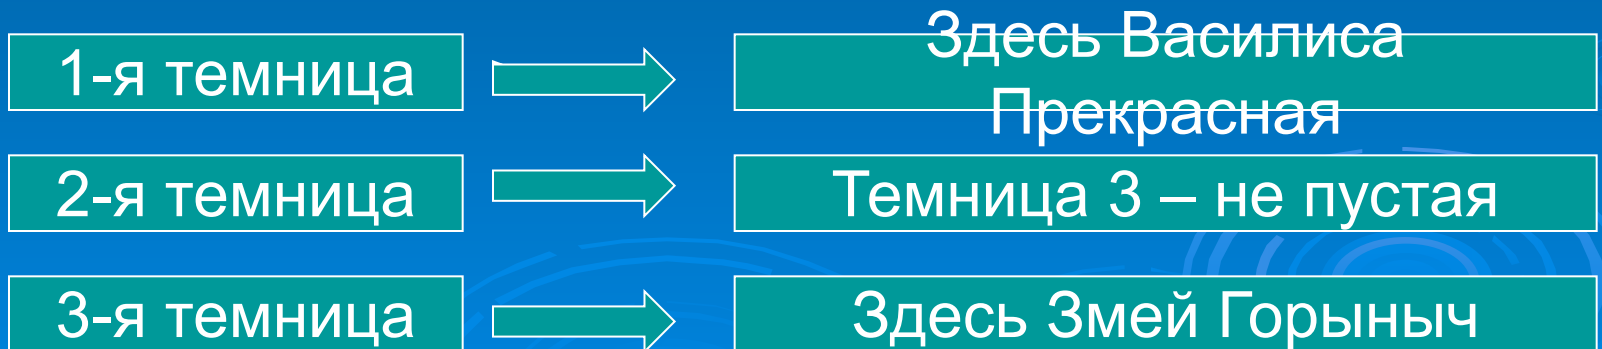 1-я темница
Здесь Василиса
Прекрасная
2-я темница
Темница 3 – не пустая
3-я темница
Здесь Змей Горыныч